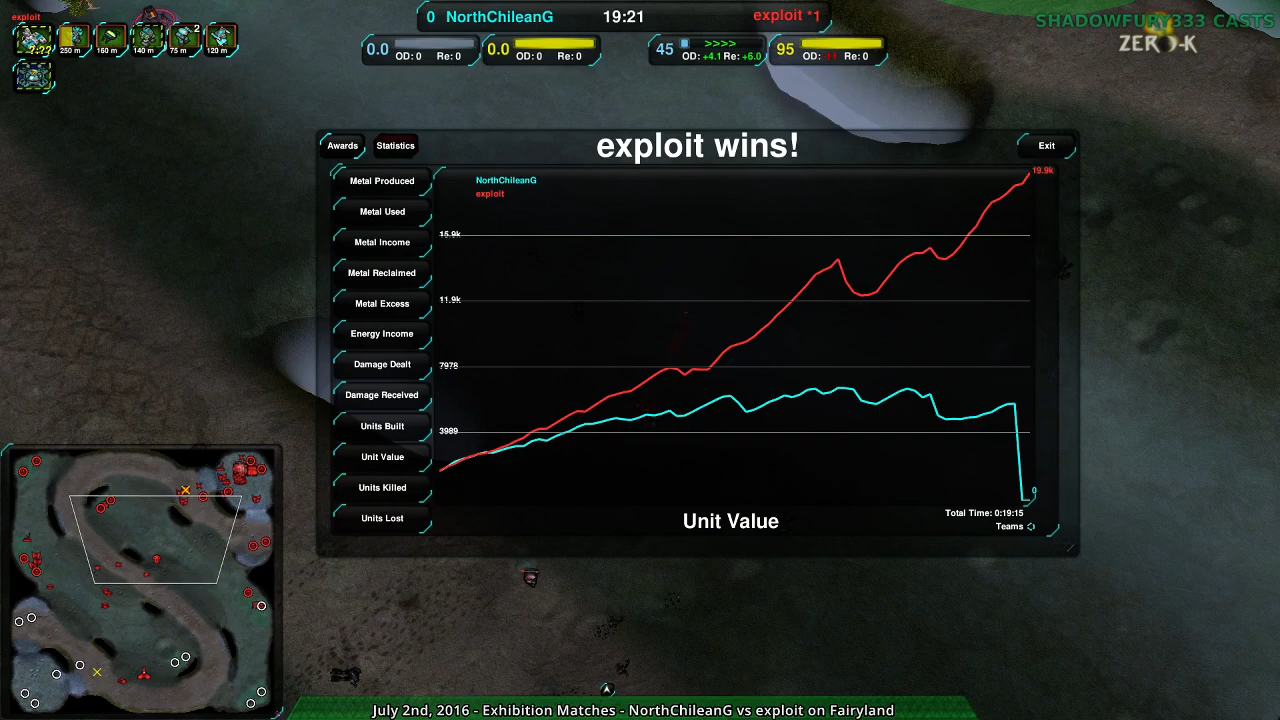 exploit
0 NorthChileanG 19:21 exploit *1
SHADOWFURY333 CASTS
ZERO-K
2
250 m 160 m 140 m 75 m 120 m
0.0 OD: 0 Re: 0
0.0 OD: 0 Re: 0
45 >>>> OD: +4.1 Re: +6.0
95 OD: Re: 0
Awards Statistics exploit wins! Exit
Metal Produced
Metal Used
Metal Income
Metal Reclaimed
Metal Excess
Energy Income
Damage Dealt
Damage Received
Units Built
Unit Value
Units Killed
Units Lost
NorthChileanG
exploit
19.9k
15.9k
11.9k
7978
3989
0
Unit Value
Total Time: 0:19:15
Teams
July 2nd, 2016 - Exhibition Matches - NorthChileanG vs exploit on Fairyland